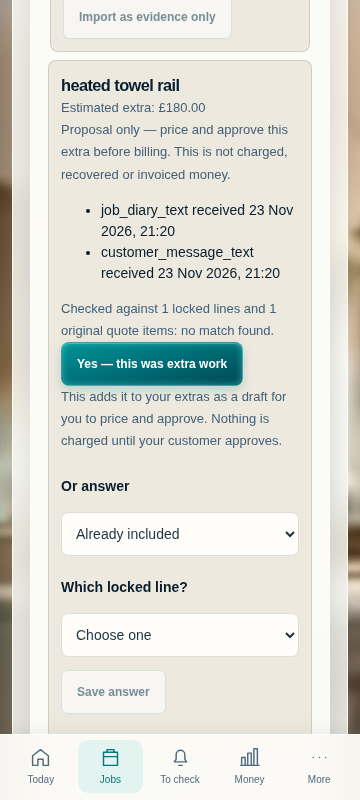 Import as evidence only
heated towel rail
Estimated extra: £180.00
Proposal only — price and approve this
extra before billing. This is not charged,
recovered or invoiced money.
• job_diary_text received 23 Nov
2026, 21:20
• customer_message_text
received 23 Nov 2026, 21:20
Checked against 1 locked lines and 1
original quote items: no match found.
Yes — this was extra work
This adds it to your extras as a draft for
you to price and approve. Nothing is
charged until your customer approves.
Or answer
Already included
Which locked line?
Choose one
Save answer
Today
Jobs
To check
Money
More